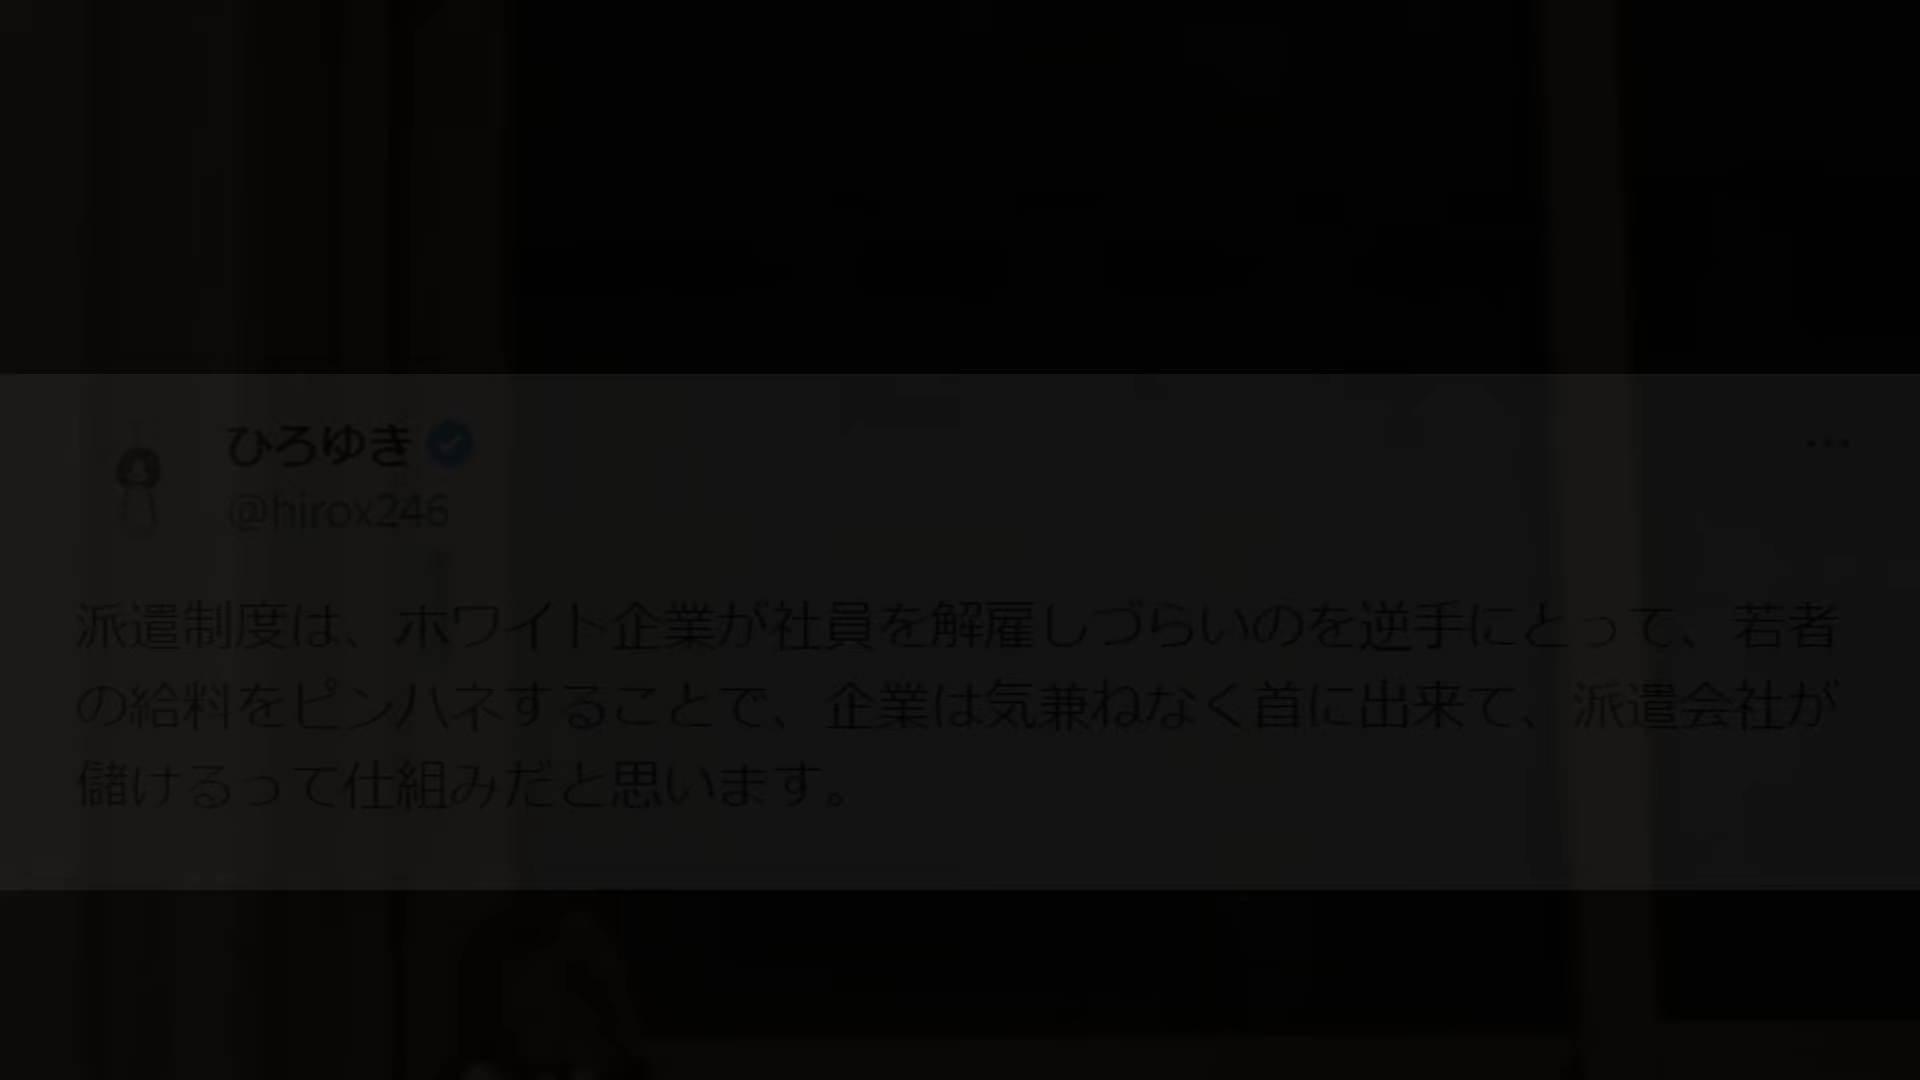 ひろゆき
@hirox246
派遣制度は、ホワイト企業が社員を解雇しづらいのを逆手にとって、若者
の給料をピンハネすることで、企業は気兼ねなく首に出来て、派遣会社が
儲けるって仕組みだと思います。